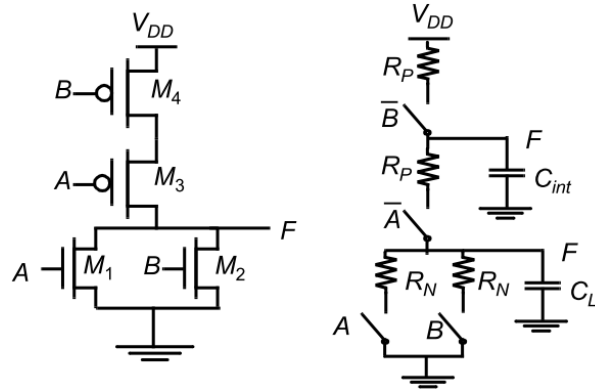 V_DD
B
M_4
A
M_3
F
A
M_1
B
M_2
V_DD
R_P
B̅
F
R_P
C_int
A̅
F
R_N
R_N
C_L
A
B